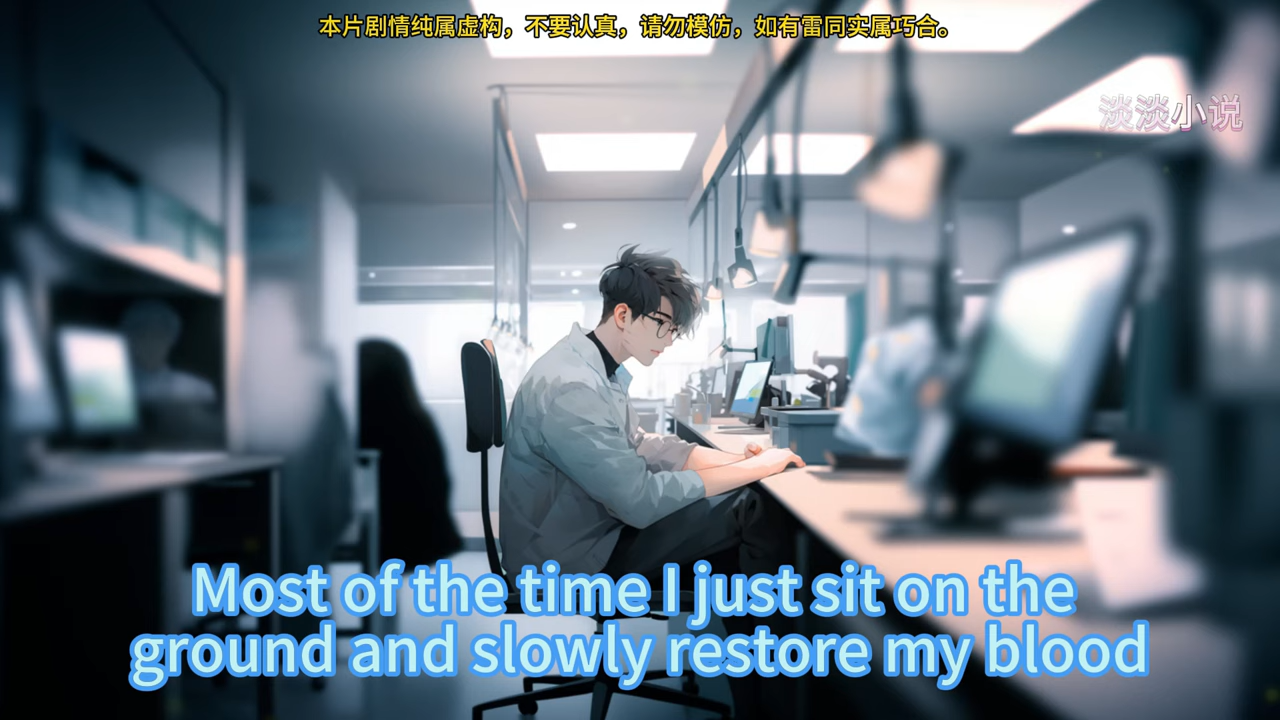 本片剧情纯属虚构，不要认真，请勿模仿，如有雷同实属巧合。
淡淡小说
Most of the time I just sit on the
ground and slowly restore my blood